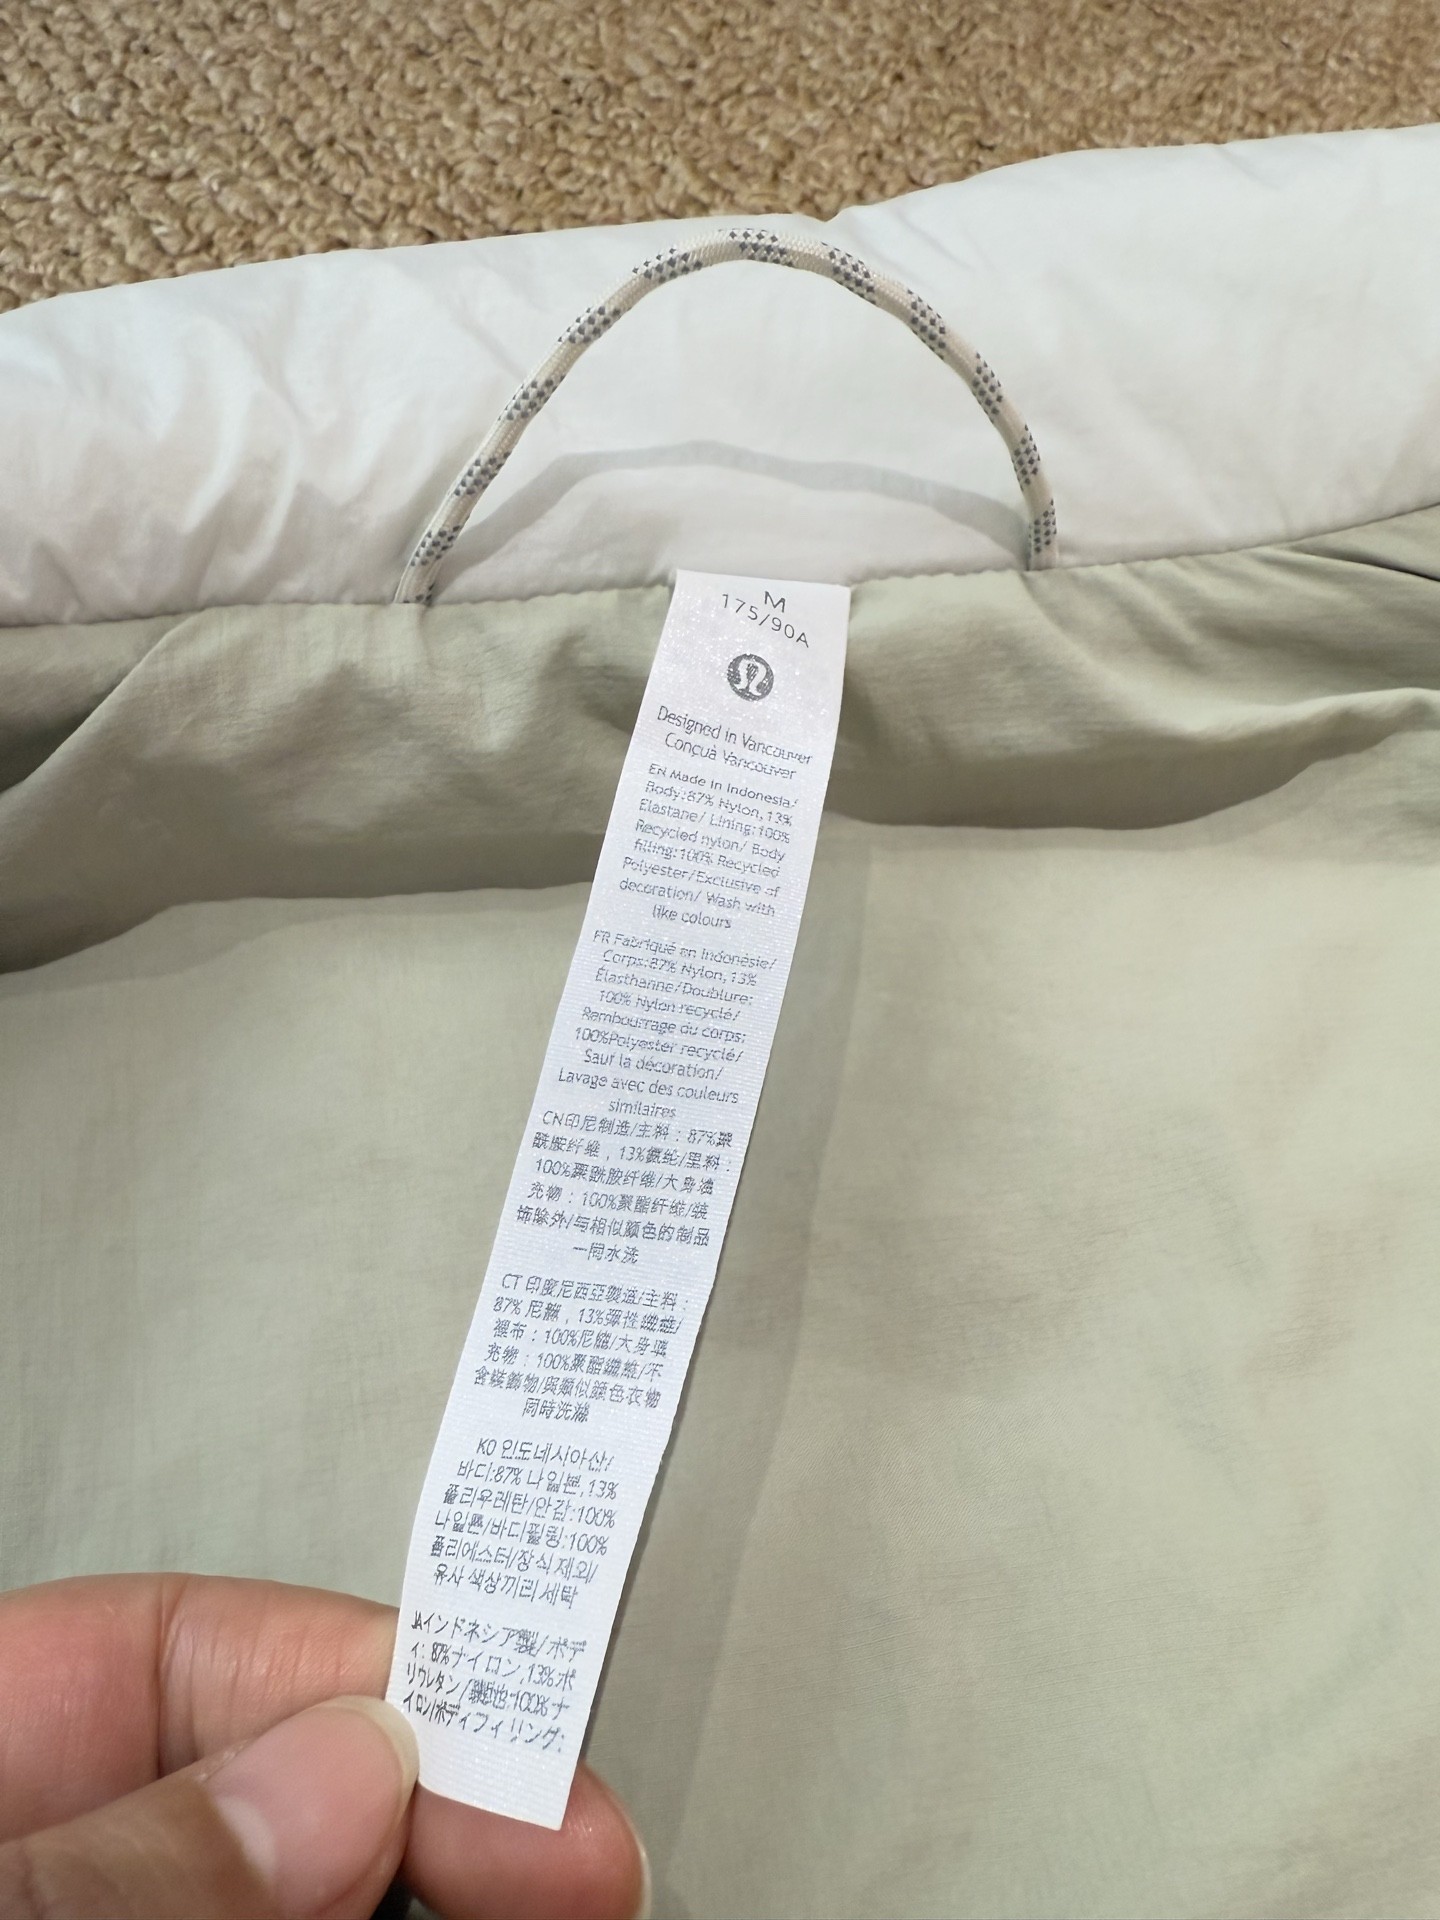 M
175/90A
Designed in Vancouver
Conçu à Vancouver
EN Made in Indonesia/
Body:87% Nylon, 13%
Elastane/ Lining:100%
Recycled nylon/ Body
filling:100% Recycled
Polyester/Exclusive of
decoration/ Wash with
like colours
FR Fabriqué en Indonésie/
Corps:87% Nylon, 13%
Élasthanne/Doublure:
100% Nylon recyclé/
Rembourrage du corps:
100%Polyester recyclé/
Sauf la décoration/
Lavage avec des couleurs
similaires
CN印尼制造/主料：87%聚
酰胺纤维，13%氨纶/里料：
100%聚酰胺纤维/大身填
充物：100%聚酯纤维/装
饰除外/与相似颜色的制品
一同水洗
CT 印度尼西亞製造/主料：
87% 尼龍，13%彈性纖維/
裡布：100%尼龍/大身填
充物：100%聚酯纖維/不
含裝飾物/與類似顏色衣物
同時洗滌
KO 인도네시아산/
바디:87% 나일론, 13%
폴리우레탄/안감:100%
나일론/바디필링:100%
폴리에스터/장식 제외/
유사 색상끼리 세탁
JAインドネシア製/ ボデ
ィ: 87%ナイロン, 13%ポ
リウレタン/裏地:100%ナ
イロン/ボディフィリング: